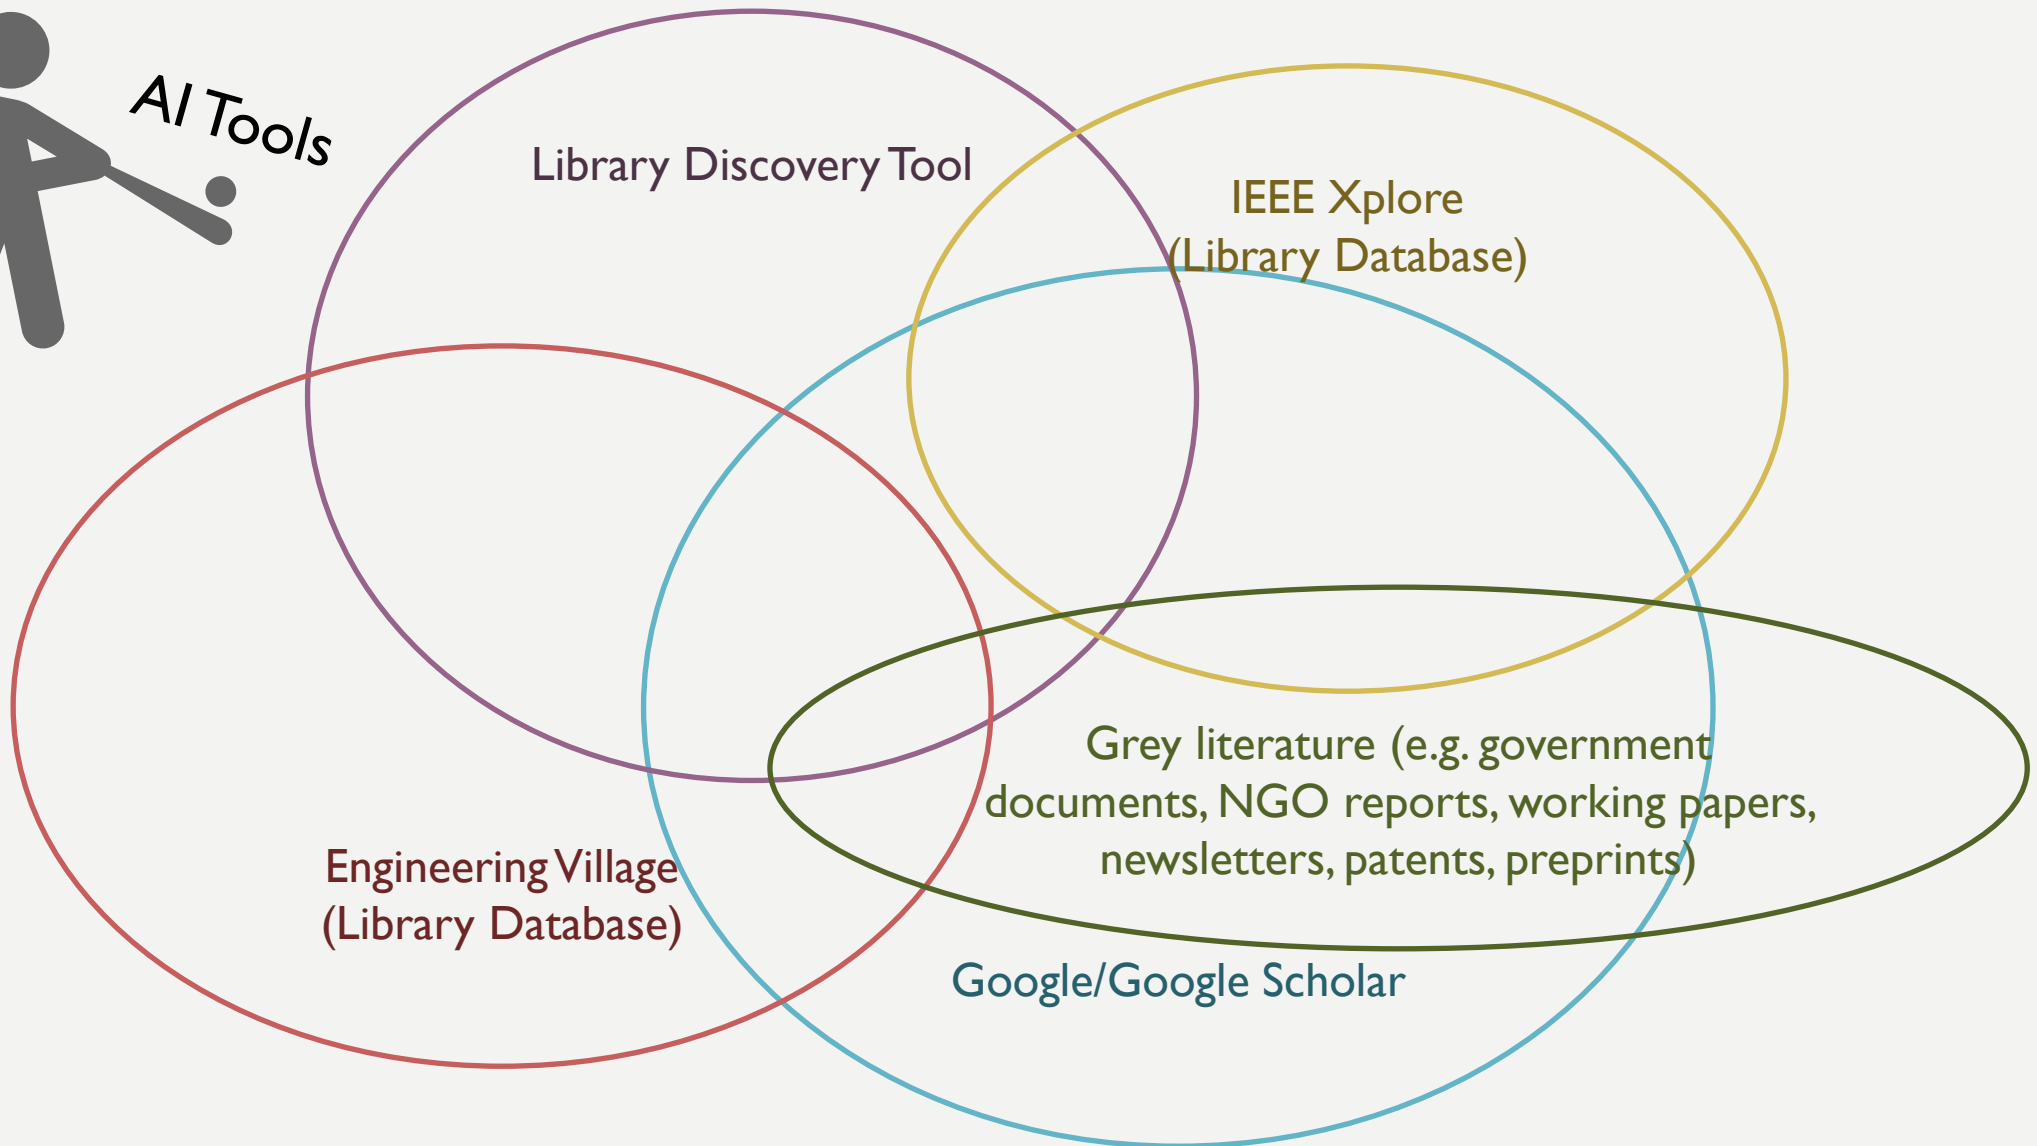 AI Tools
Library Discovery Tool
IEEE Xplore
(Library Database)
Grey literature (e.g. government
documents, NGO reports, working papers,
newsletters, patents, preprints)
Engineering Village
(Library Database)
Google/Google Scholar